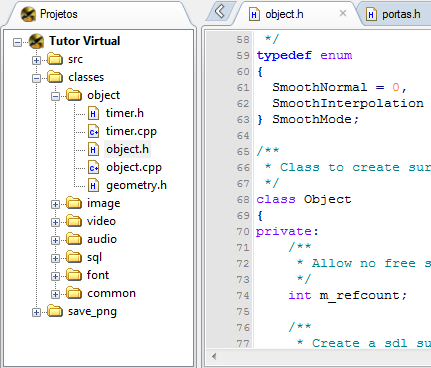 Projetos
Tutor Virtual
src
classes
object
timer.h
timer.cpp
object.h
object.cpp
geometry.h
image
video
audio
sql
font
common
save_png
object.h
portas.h
58 */
59 typedef enum
60 {
61 SmoothNormal = 0,
62 SmoothInterpolation
63 } SmoothMode;
64
65 /**
66 * Class to create sur
67 */
68 class Object
69 {
70 private:
71 /**
72 * Allow no free s
73 */
74 int m_refcount;
75
76 /**
77 * Create a sdl su